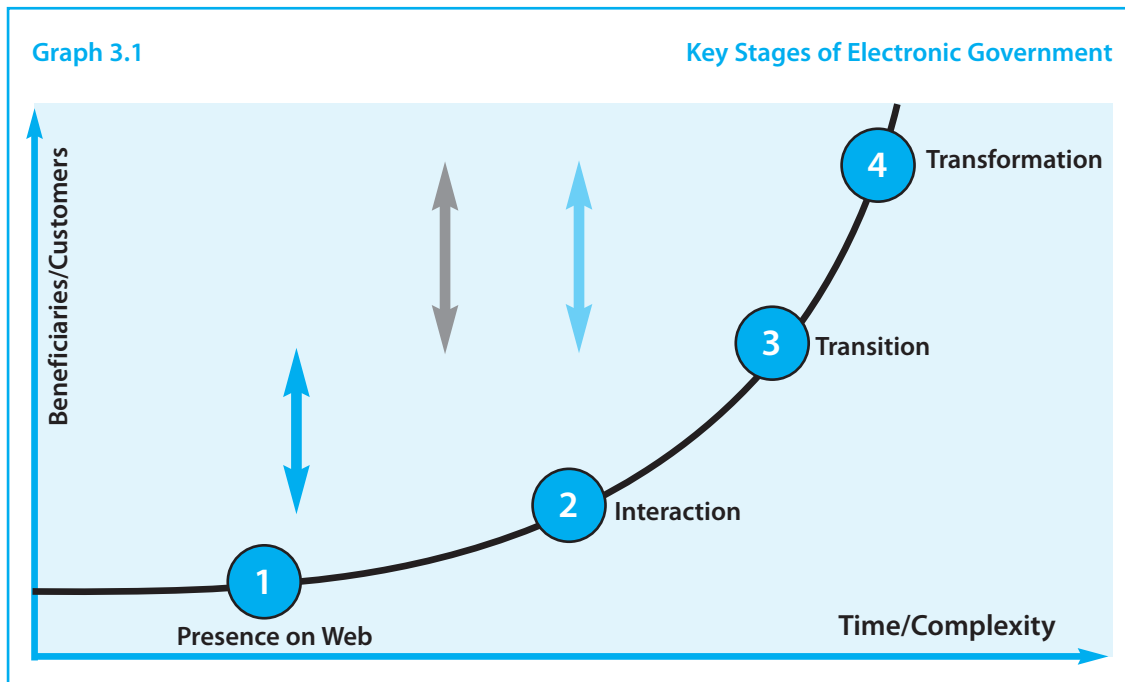 Graph 3.1
Key Stages of Electronic Government
Beneficiaries/Customers
4
Transformation
3
Transition
2
Interaction
1
Presence on Web
Time/Complexity